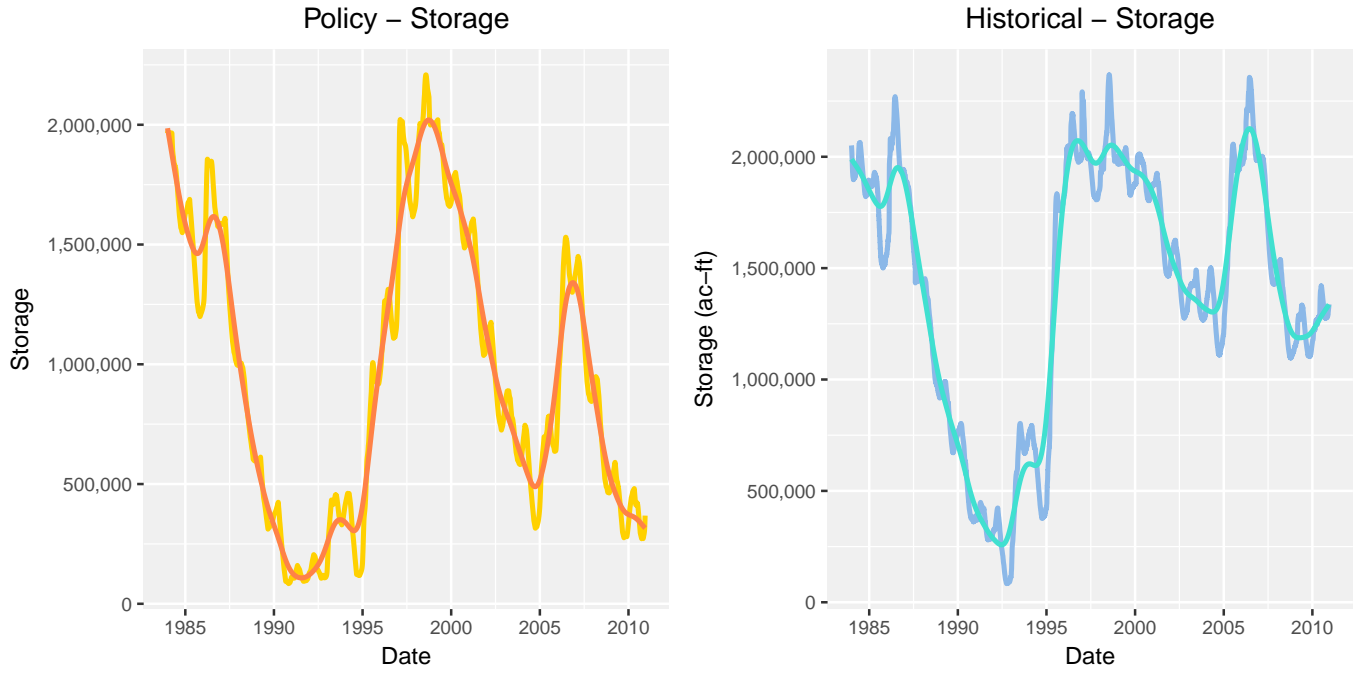 Policy − Storage
Storage
2,000,000
1,500,000
1,000,000
500,000
0
1985 1990 1995 2000 2005 2010
Date
Historical − Storage
Storage (ac−ft)
2,000,000
1,500,000
1,000,000
500,000
0
1985 1990 1995 2000 2005 2010
Date